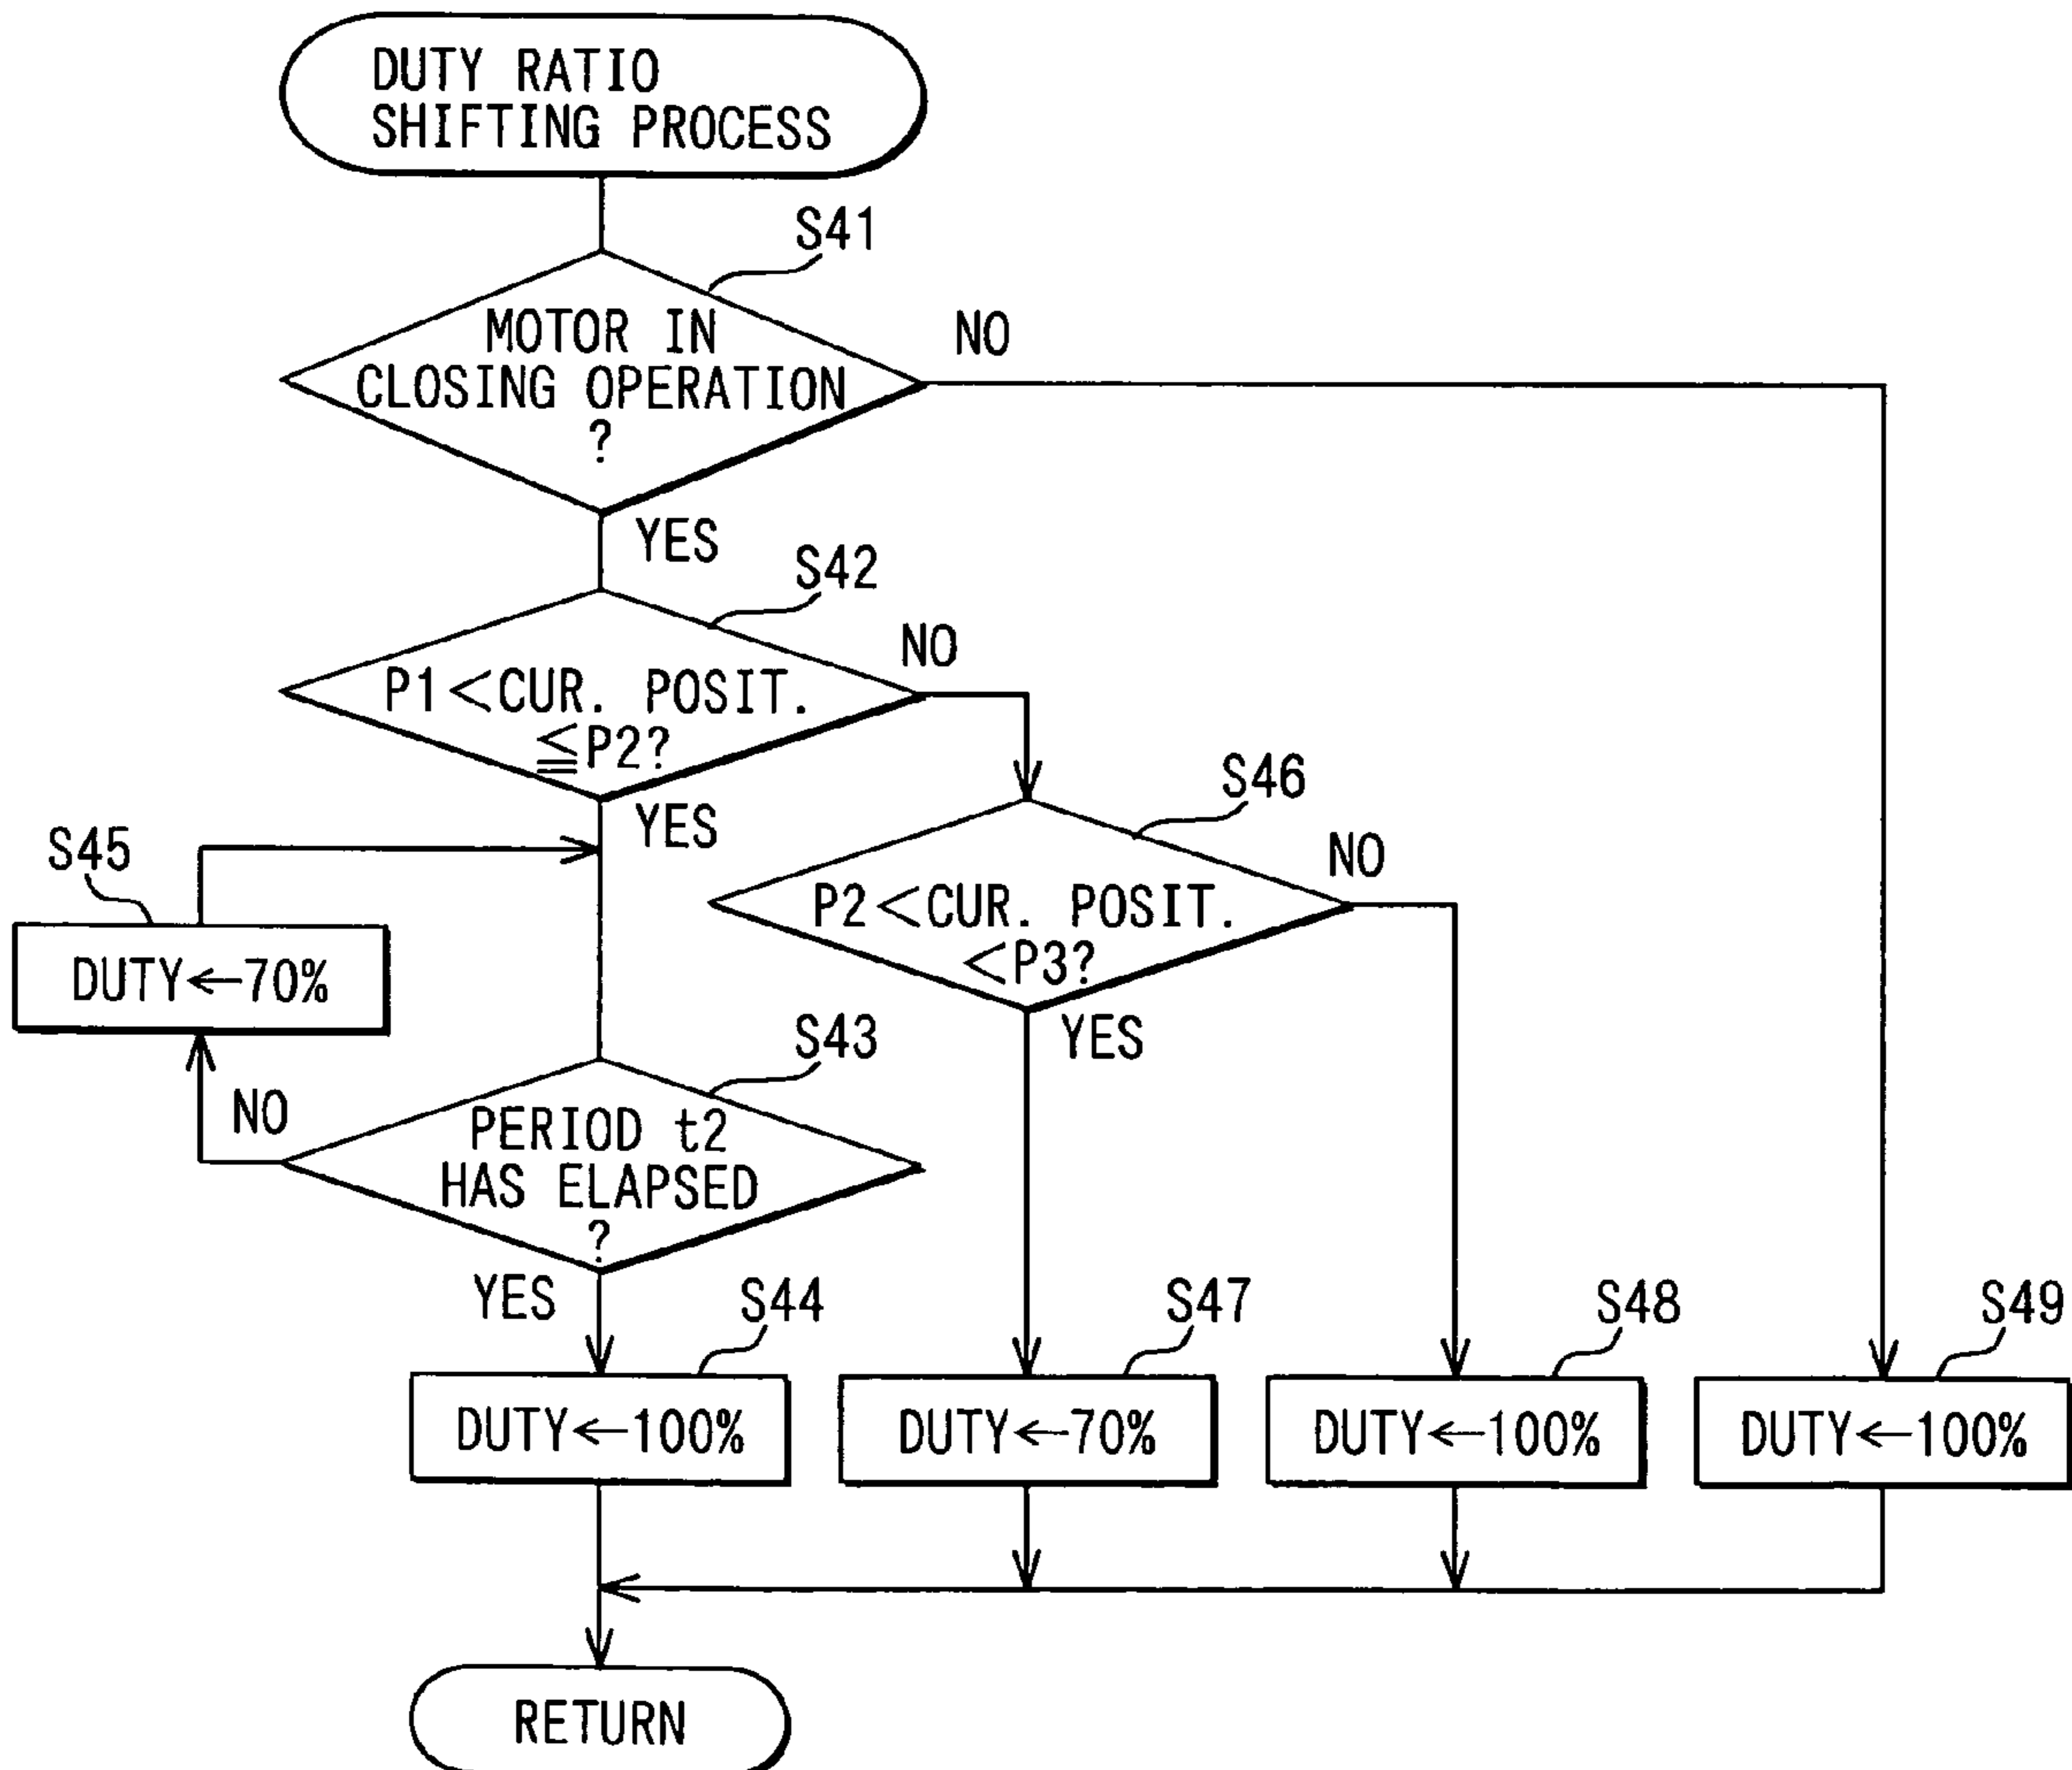 DUTY RATIO
SHIFTING PROCESS
S41
MOTOR IN
CLOSING OPERATION
?
NO
YES
S42
P1<CUR. POSIT.
≦P2?
NO
YES
S46
P2<CUR. POSIT.
<P3?
NO
YES
S45
DUTY←70%
S43
PERIOD t2
HAS ELAPSED
?
NO
YES
S44
DUTY←100%
S47
DUTY←70%
S48
DUTY←100%
S49
DUTY←100%
RETURN